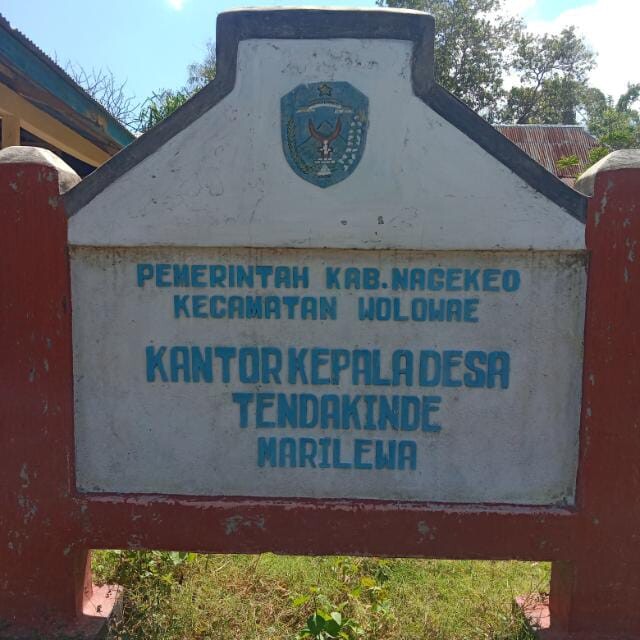 PEMERINTAH KAB. NAGEKEO
KECAMATAN WOLOWAE
KANTOR KEPALA DESA
TENDAKINDE
MARILEWA